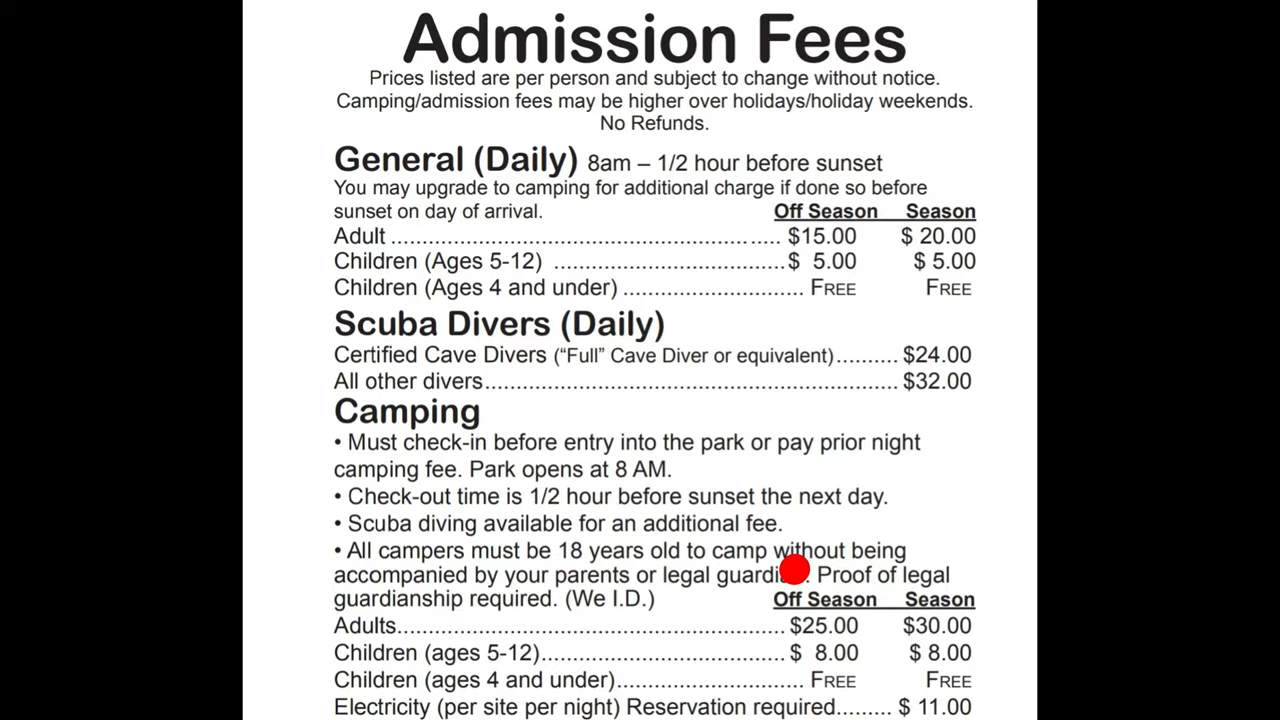 Admission Fees
Prices listed are per person and subject to change without notice.
Camping/admission fees may be higher over holidays/holiday weekends.
No Refunds.
General (Daily) 8am – 1/2 hour before sunset
You may upgrade to camping for additional charge if done so before
sunset on day of arrival. Off Season Season
Adult ........................................................ $15.00 $ 20.00
Children (Ages 5-12) ................................. $ 5.00 $ 5.00
Children (Ages 4 and under) .......................... FREE FREE
Scuba Divers (Daily)
Certified Cave Divers (“Full” Cave Diver or equivalent).......... $24.00
All other divers............................................................ $32.00
Camping
• Must check-in before entry into the park or pay prior night
camping fee. Park opens at 8 AM.
• Check-out time is 1/2 hour before sunset the next day.
• Scuba diving available for an additional fee.
• All campers must be 18 years old to camp without being
accompanied by your parents or legal Proof of legal
guardianship required. (We I.D.) Off Season Season
Adults........................................................ $25.00 $30.00
Children (ages 5-12)................................... $ 8.00 $ 8.00
Children (ages 4 and under)........................... FREE FREE
Electricity (per site per night) Reservation required......... $ 11.00